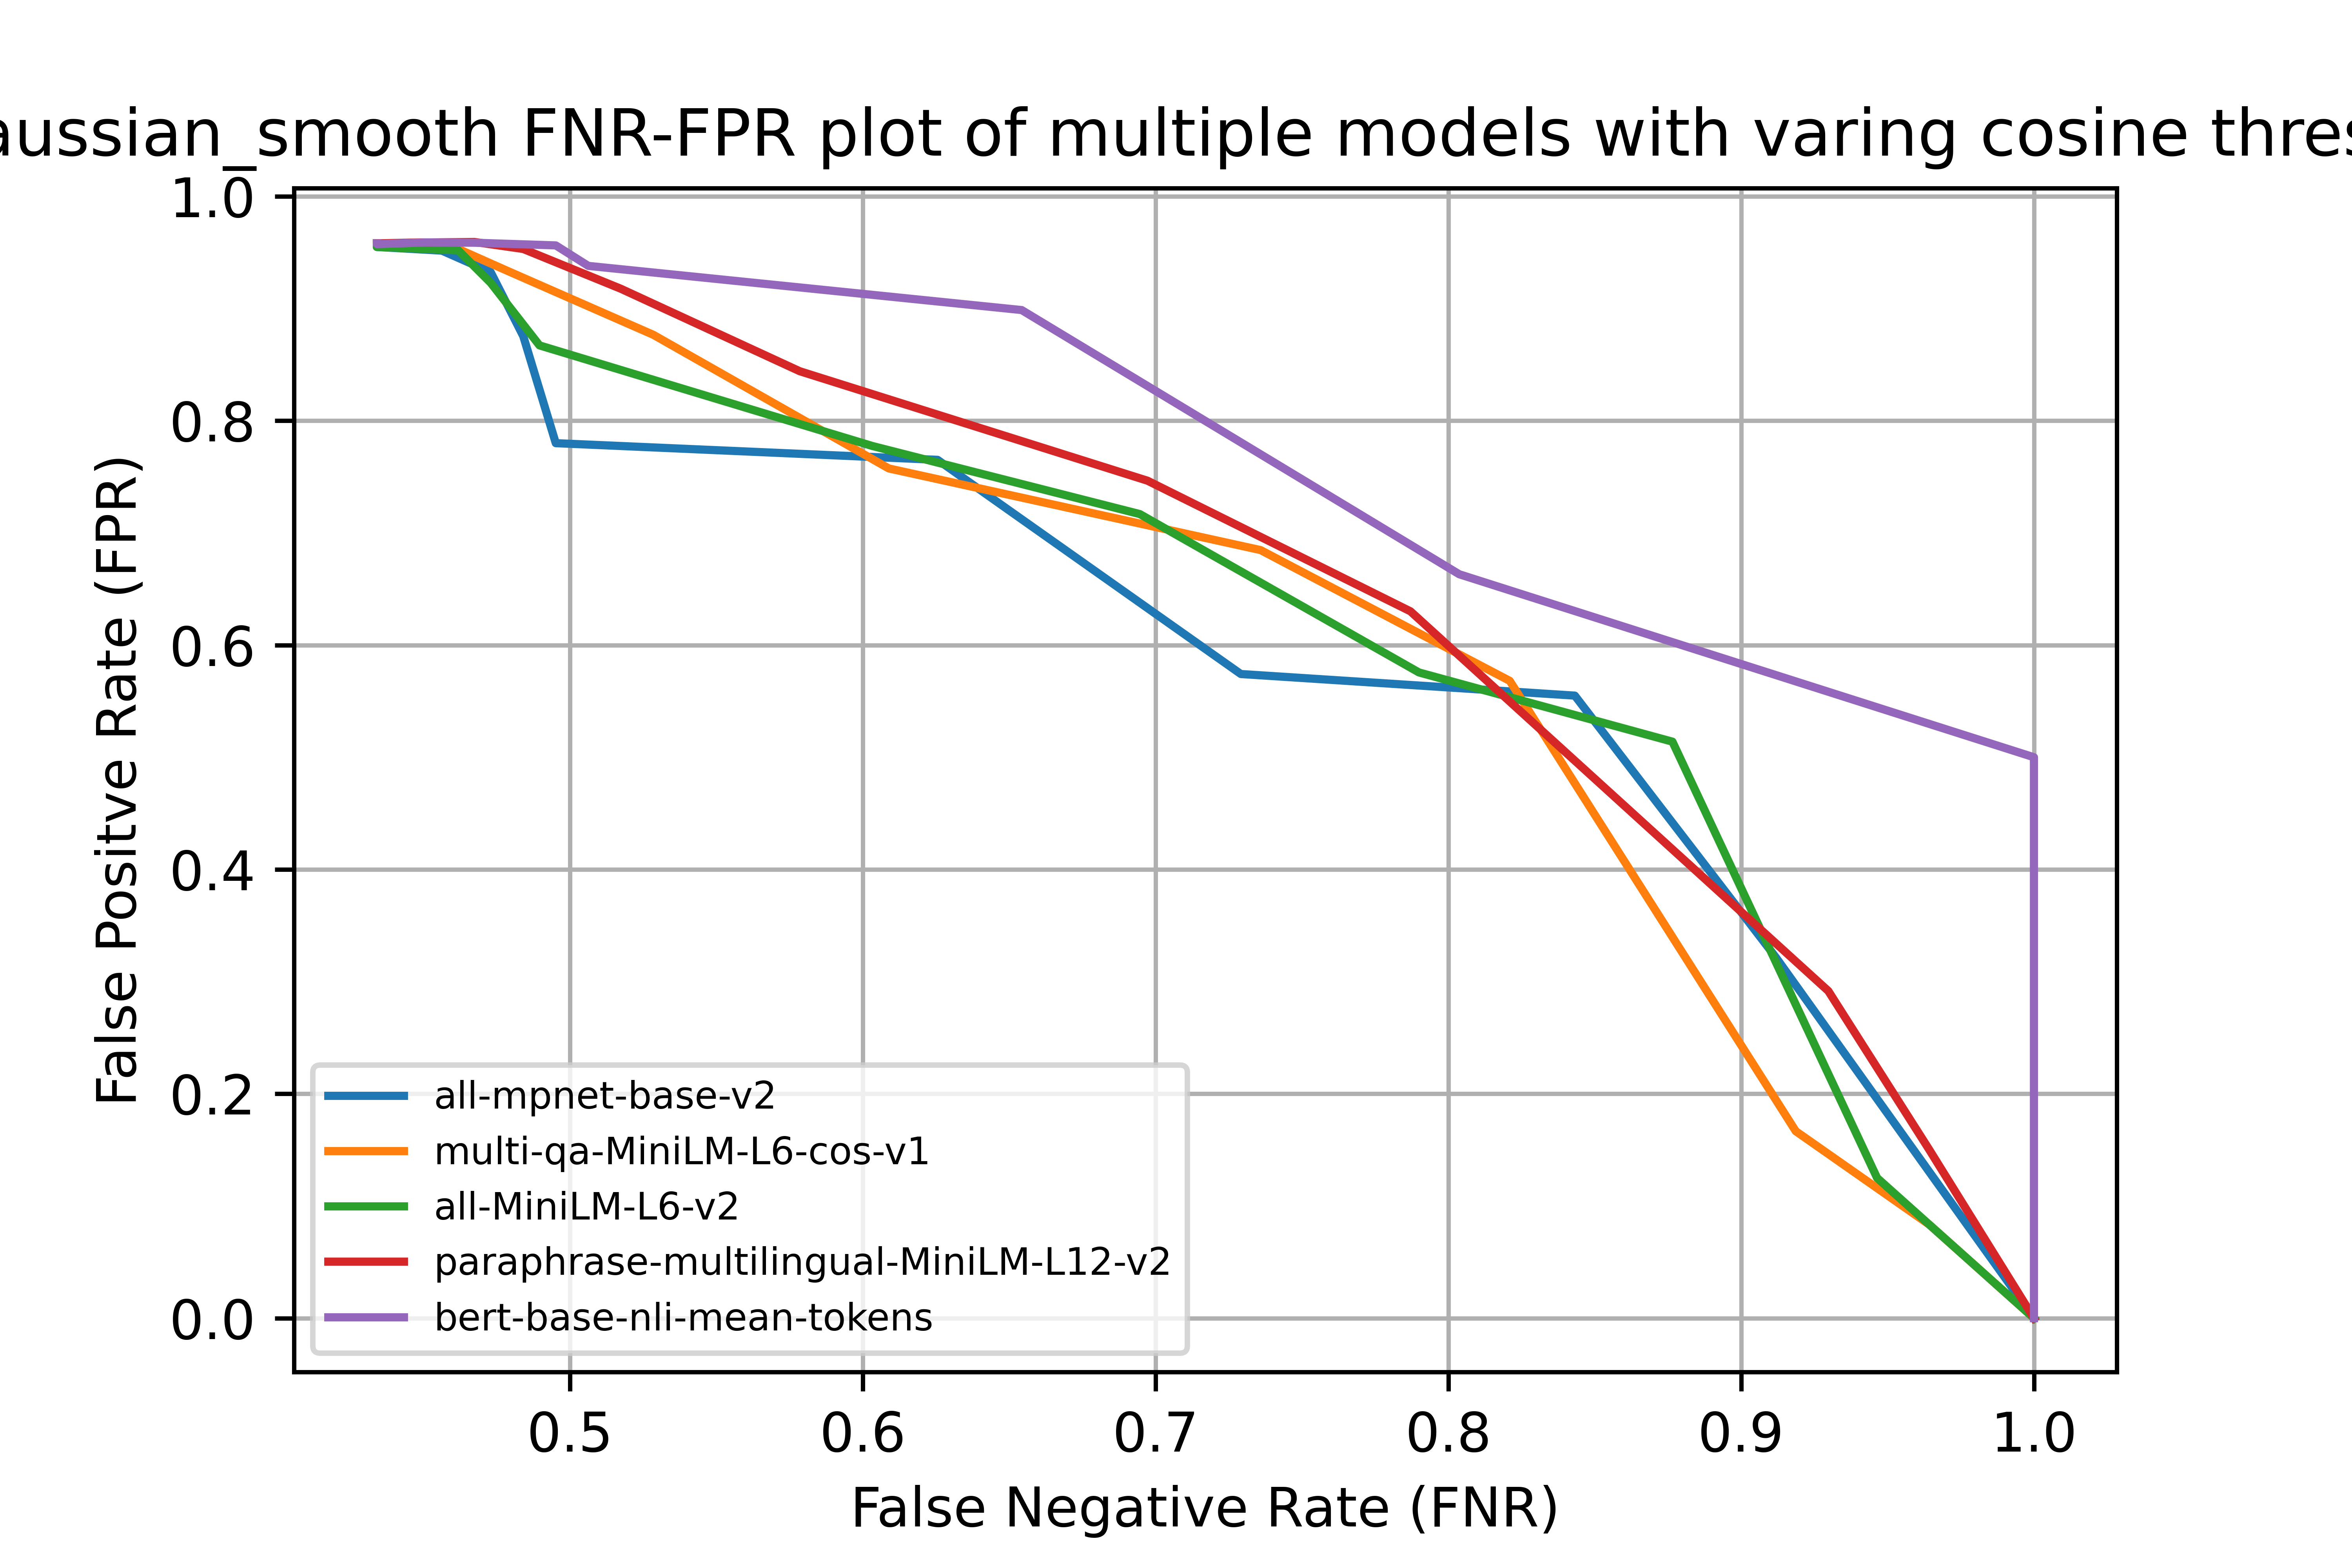 aussian_smooth FNR-FPR plot of multiple models with varing cosine thres
1.0
0.8
0.6
0.4
0.2
0.0
False Positve Rate (FPR)
all-mpnet-base-v2
multi-qa-MiniLM-L6-cos-v1
all-MiniLM-L6-v2
paraphrase-multilingual-MiniLM-L12-v2
bert-base-nli-mean-tokens
0.5 0.6 0.7 0.8 0.9 1.0
False Negative Rate (FNR)